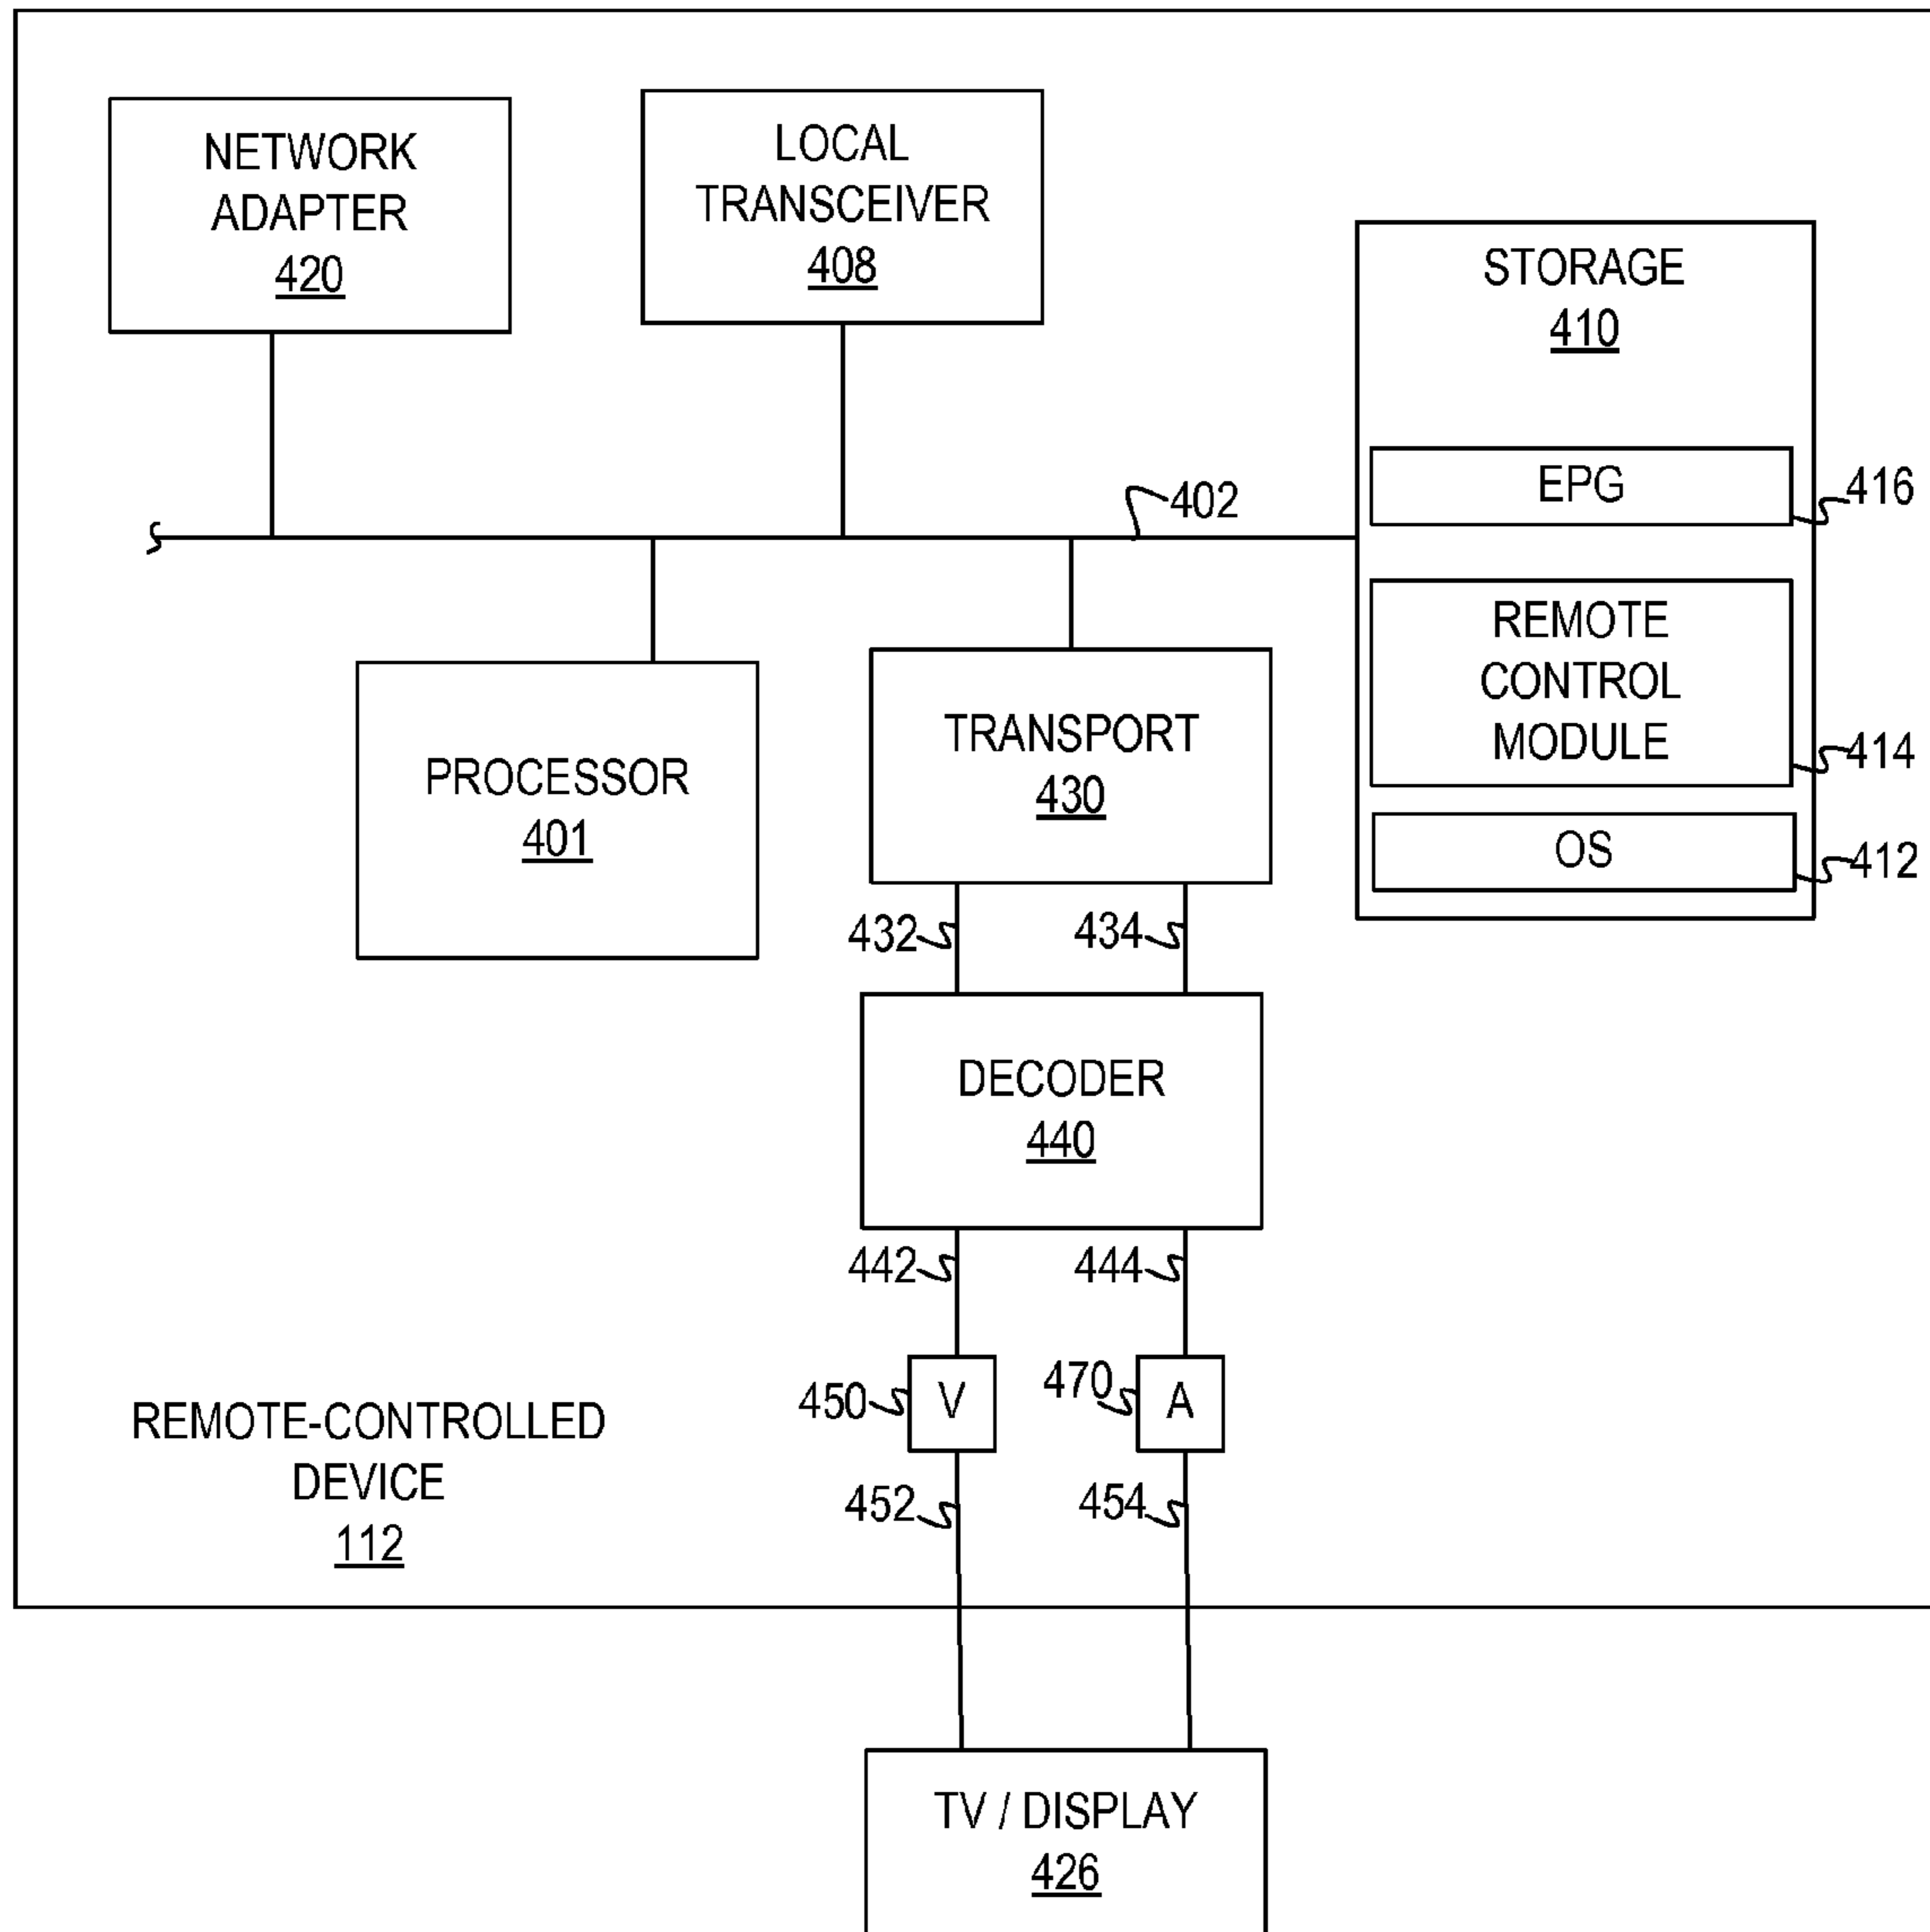 NETWORK
ADAPTER
420
LOCAL
TRANSCEIVER
408
STORAGE
410
EPG
416
402
REMOTE
CONTROL
MODULE
414
OS
412
PROCESSOR
401
TRANSPORT
430
432
434
DECODER
440
442
444
450
V
470
A
452
454
REMOTE-CONTROLLED
DEVICE
112
TV / DISPLAY
426